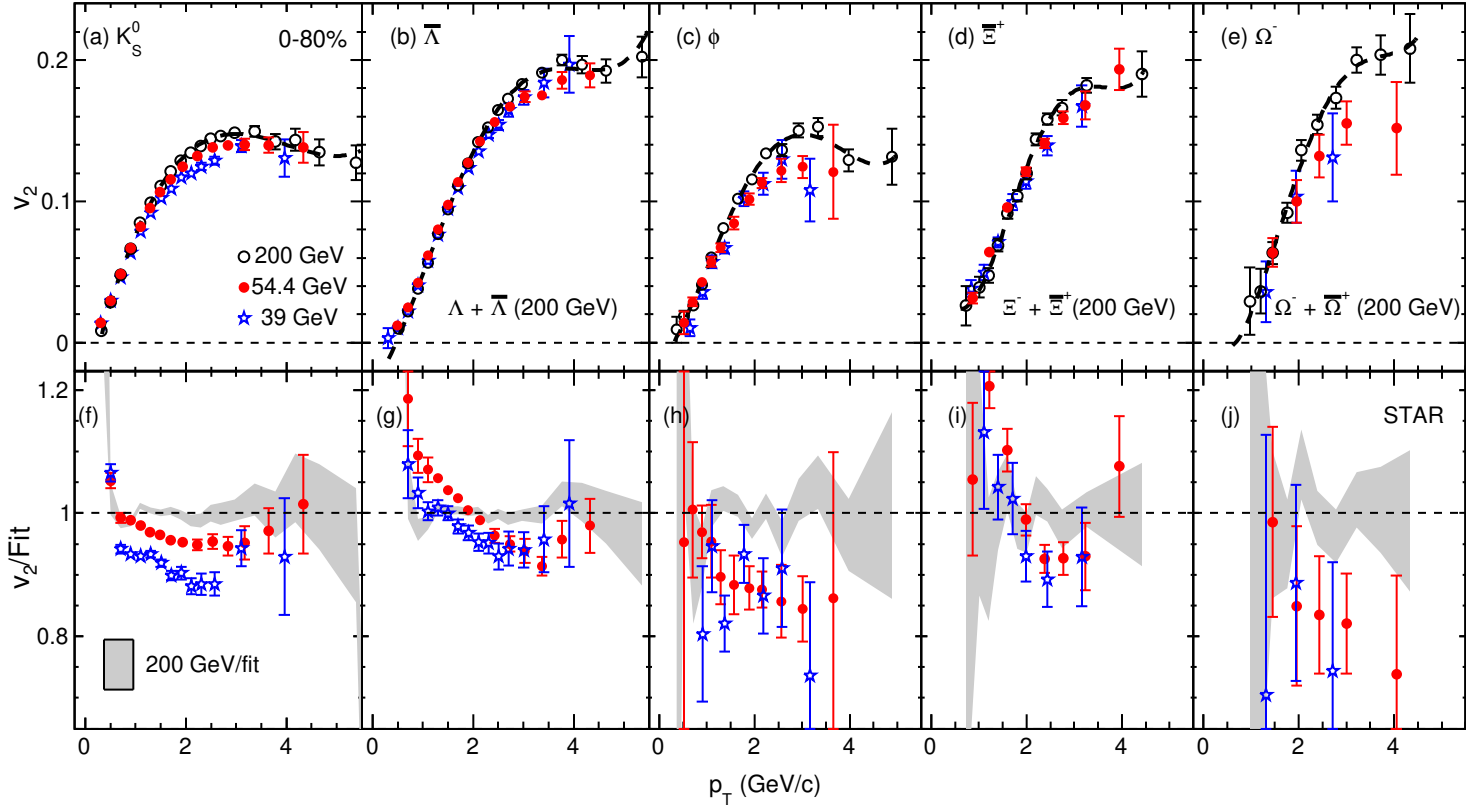 (a) K⁰_S 0-80%
(b) Λ̅
(c) ϕ
(d) Ξ̅⁺
(e) Ω⁻
v₂
0.2
0.1
0
200 GeV
54.4 GeV
39 GeV
Λ + Λ̅ (200 GeV)
Ξ⁻ + Ξ̅⁺ (200 GeV)
Ω⁻ + Ω̅⁺ (200 GeV)
(f)
(g)
(h)
(i)
(j) STAR
v₂/Fit
1.2
1
0.8
200 GeV/fit
0 2 4 0 2 4 0 2 4 0 2 4 0 2 4
p_T (GeV/c)